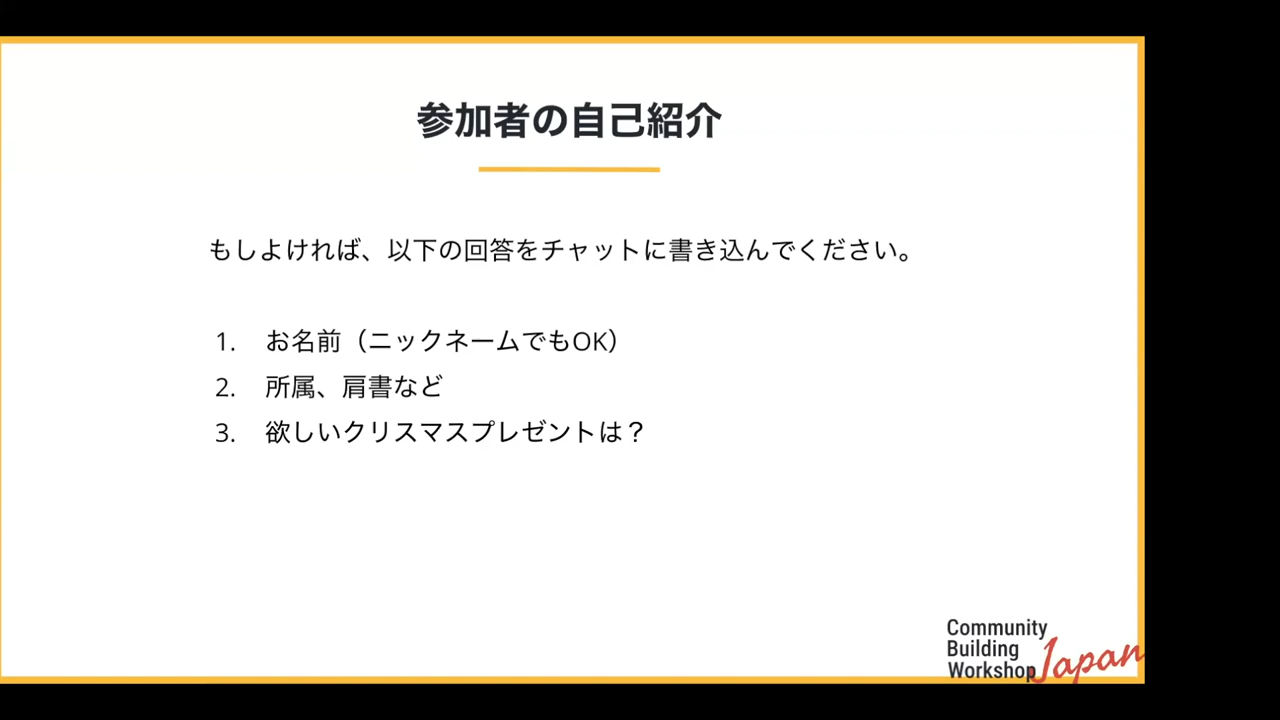 参加者の自己紹介
もしよければ、以下の回答をチャットに書き込んでください。
1. お名前（ニックネームでもOK）
2. 所属、肩書など
3. 欲しいクリスマスプレゼントは？
Community
Building
Workshop Japan